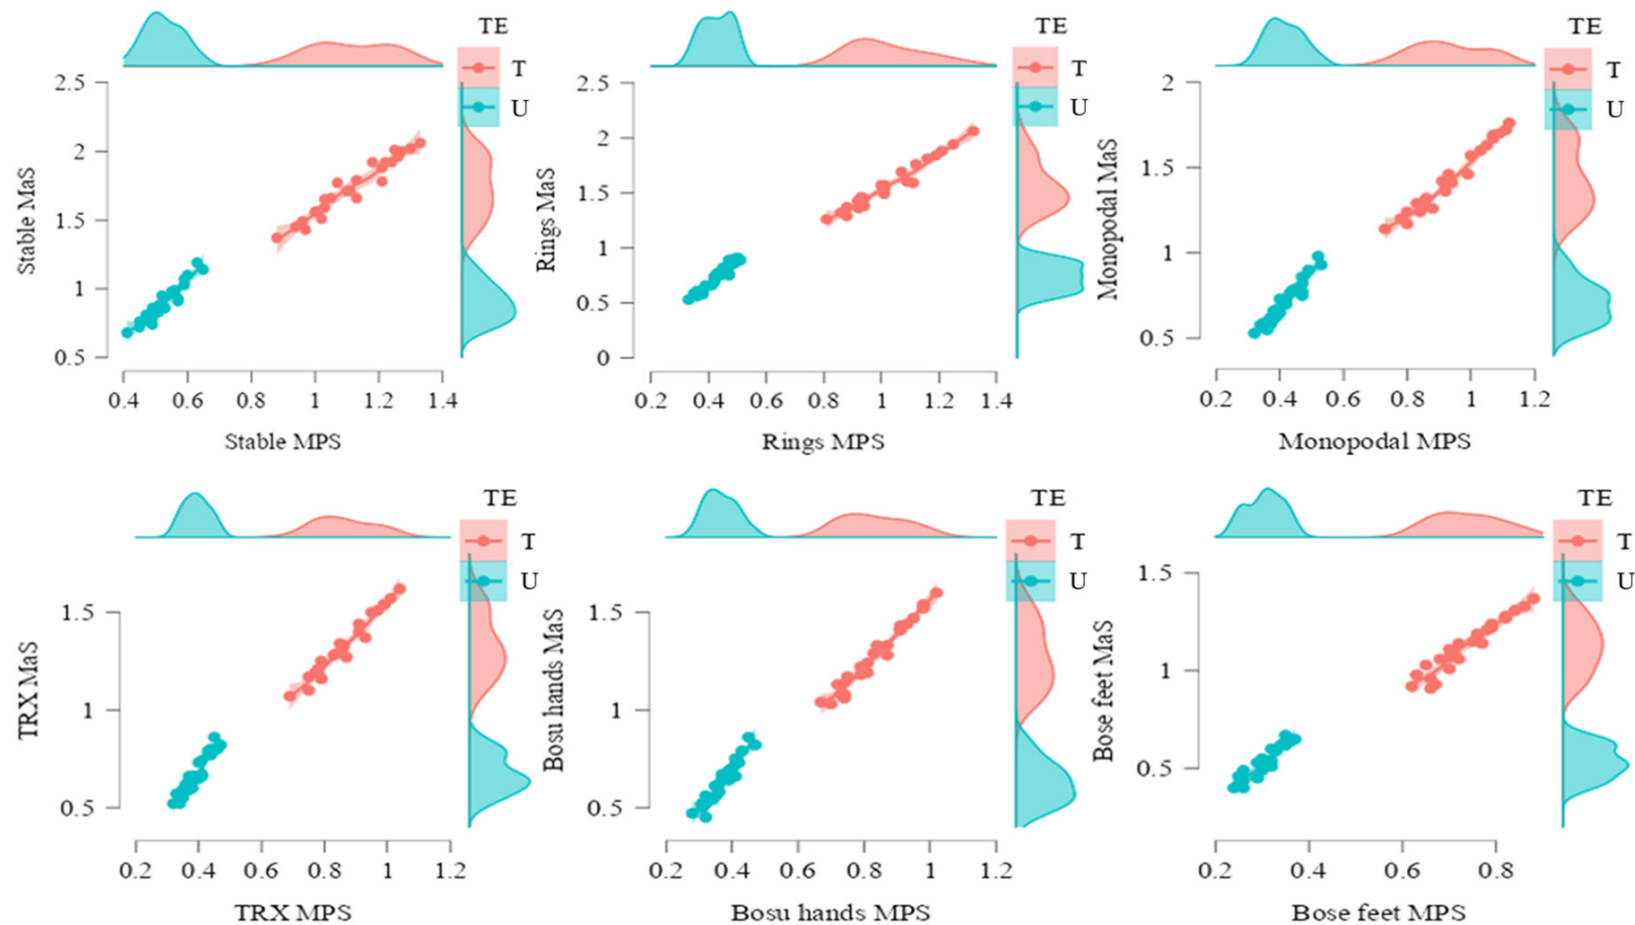 TE
T
U
2.5
2
1.5
1
0.5
Stable MaS
0.4 0.6 0.8 1 1.2 1.4
Stable MPS
TE
T
U
2.5
2
1.5
1
0.5
0
Rings MaS
0.2 0.4 0.6 0.8 1 1.2 1.4
Rings MPS
TE
T
U
2
1.5
1
0.5
Monopodal MaS
0.2 0.4 0.6 0.8 1 1.2
Monopodal MPS
TE
T
U
1.5
1
0.5
TRX MaS
0.2 0.4 0.6 0.8 1 1.2
TRX MPS
TE
T
U
1.5
1
0.5
Bosu hands MaS
0.2 0.4 0.6 0.8 1 1.2
Bosu hands MPS
TE
T
U
1.5
1
0.5
Bose feet MaS
0.2 0.4 0.6 0.8
Bose feet MPS